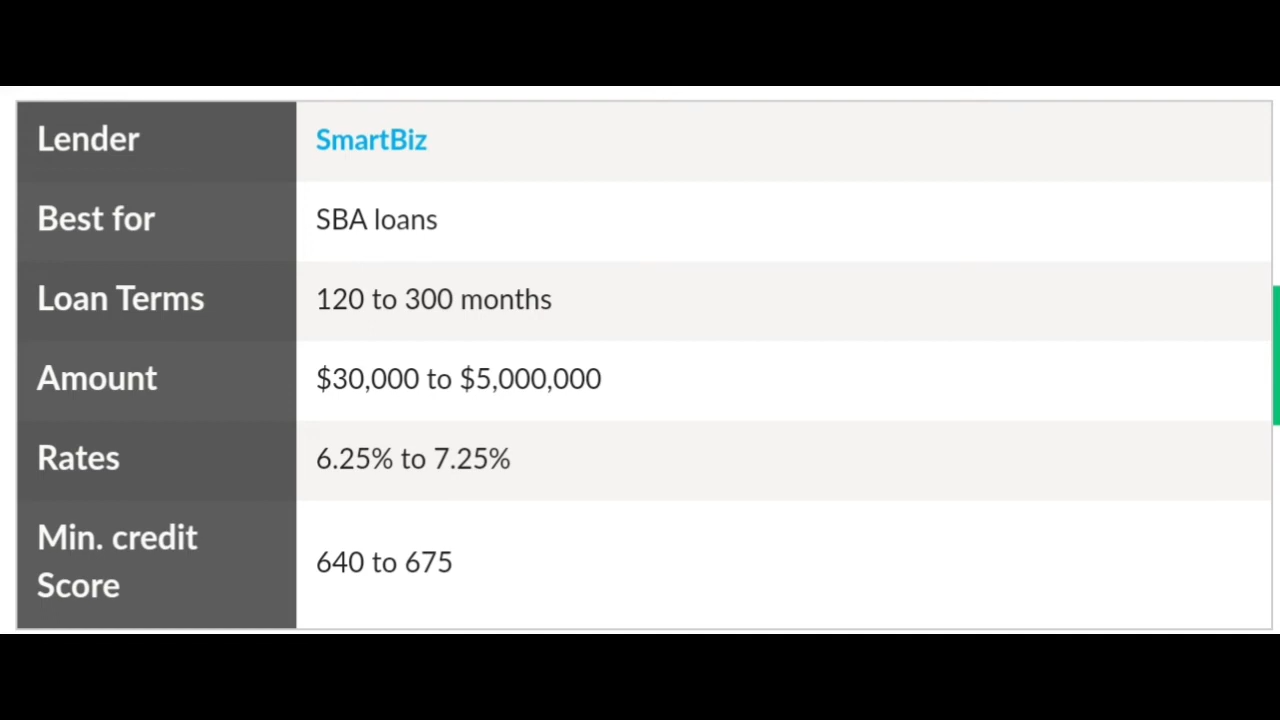 Lender SmartBiz
Best for SBA loans
Loan Terms 120 to 300 months
Amount $30,000 to $5,000,000
Rates 6.25% to 7.25%
Min. credit
Score 640 to 675